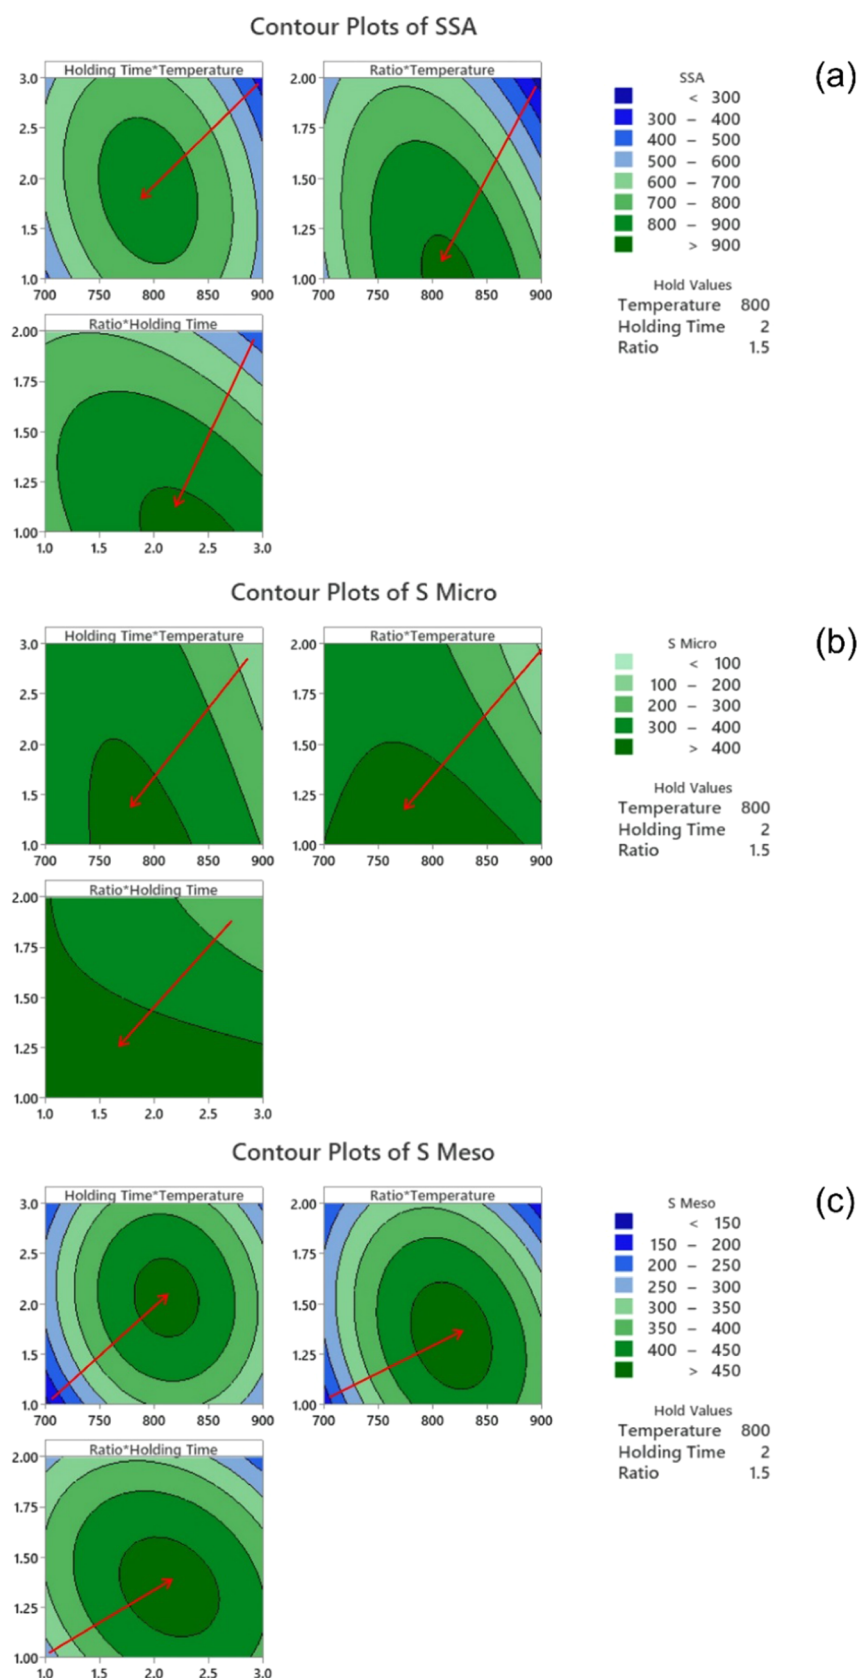 Contour Plots of SSA
(a)
Holding Time*Temperature
3.0
2.5
2.0
1.5
1.0
700 750 800 850 900
Ratio*Temperature
2.00
1.75
1.50
1.25
1.00
700 750 800 850 900
SSA
< 300
300 – 400
400 – 500
500 – 600
600 – 700
700 – 800
800 – 900
> 900
Hold Values
Temperature 800
Holding Time 2
Ratio 1.5
Ratio*Holding Time
2.00
1.75
1.50
1.25
1.00
1.0 1.5 2.0 2.5 3.0
Contour Plots of S Micro
(b)
Holding Time*Temperature
3.0
2.5
2.0
1.5
1.0
700 750 800 850 900
Ratio*Temperature
2.00
1.75
1.50
1.25
1.00
700 750 800 850 900
S Micro
< 100
100 – 200
200 – 300
300 – 400
> 400
Hold Values
Temperature 800
Holding Time 2
Ratio 1.5
Ratio*Holding Time
2.00
1.75
1.50
1.25
1.00
1.0 1.5 2.0 2.5 3.0
Contour Plots of S Meso
(c)
Holding Time*Temperature
3.0
2.5
2.0
1.5
1.0
700 750 800 850 900
Ratio*Temperature
2.00
1.75
1.50
1.25
1.00
700 750 800 850 900
S Meso
< 150
150 – 200
200 – 250
250 – 300
300 – 350
350 – 400
400 – 450
> 450
Hold Values
Temperature 800
Holding Time 2
Ratio 1.5
Ratio*Holding Time
2.00
1.75
1.50
1.25
1.00
1.0 1.5 2.0 2.5 3.0